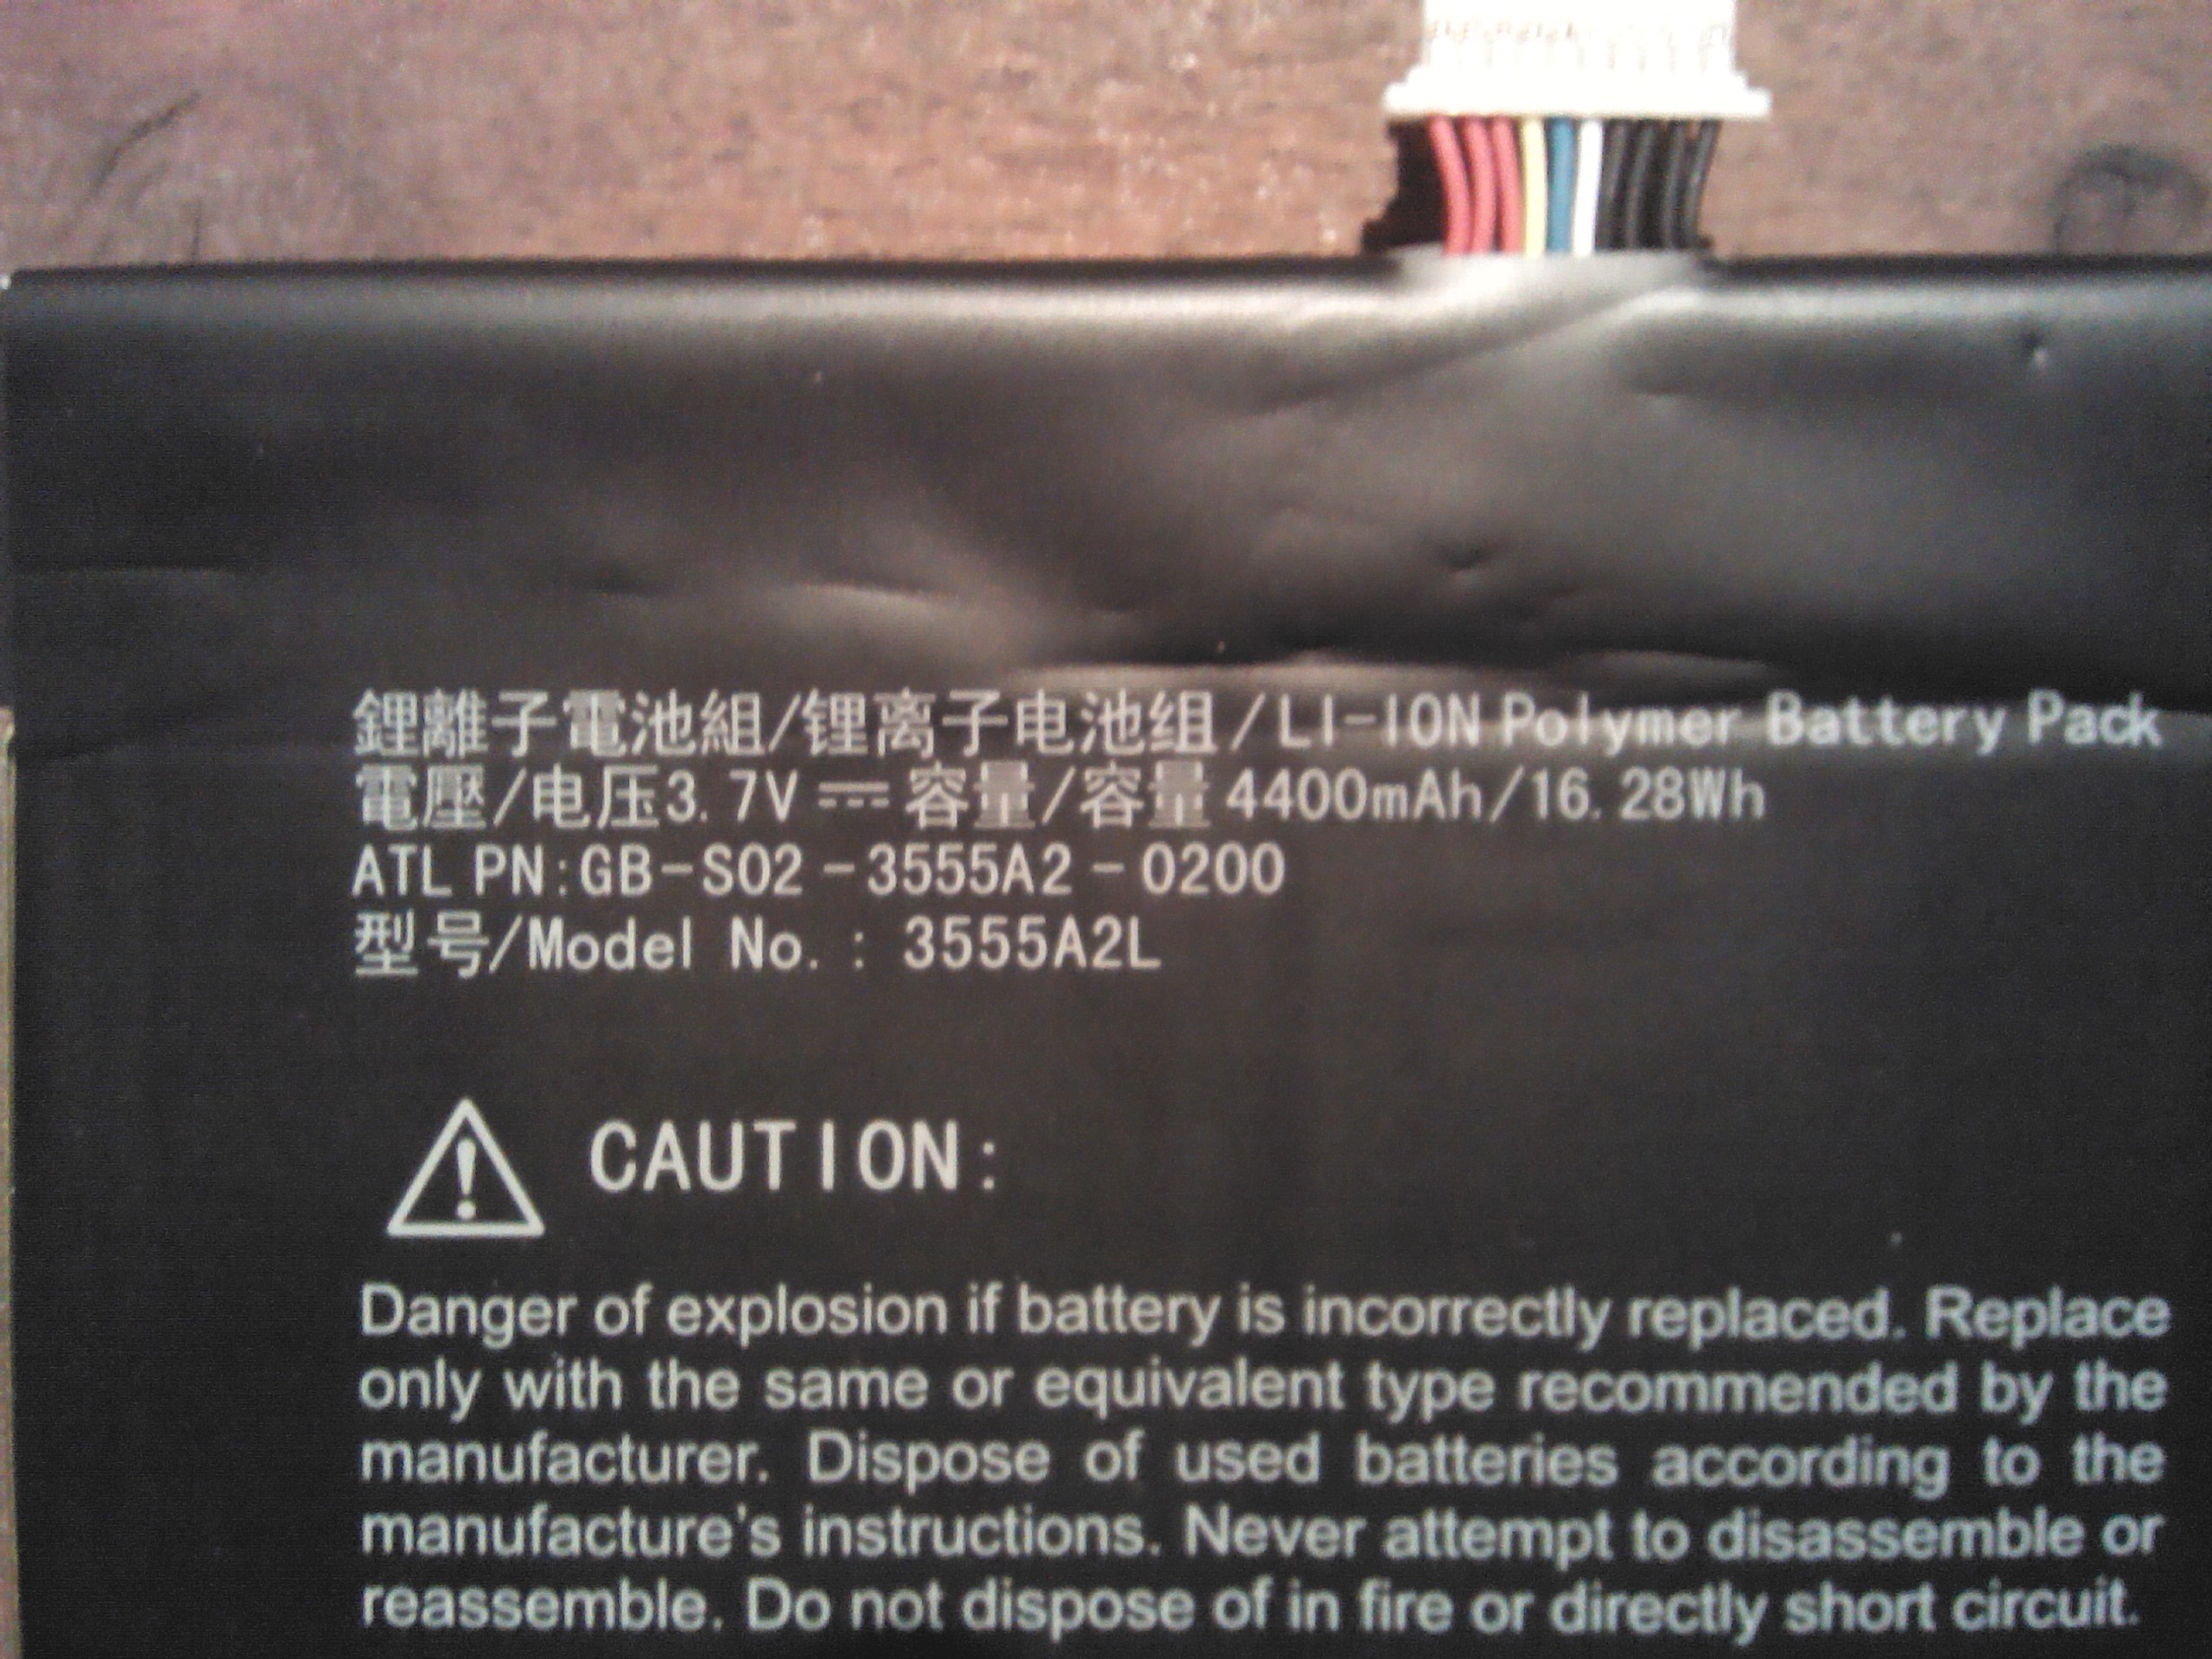 鋰離子電池組/锂离子电池组/LI-ION Polymer Battery Pack
電壓/电压3.7V ⎓ 容量/容量4400mAh/16.28Wh
ATL PN:GB-S02-3555A2-0200
型号/Model No.: 3555A2L
CAUTION:
Danger of explosion if battery is incorrectly replaced. Replace
only with the same or equivalent type recommended by the
manufacturer. Dispose of used batteries according to the
manufacture's instructions. Never attempt to disassemble or
reassemble. Do not dispose of in fire or directly short circuit.